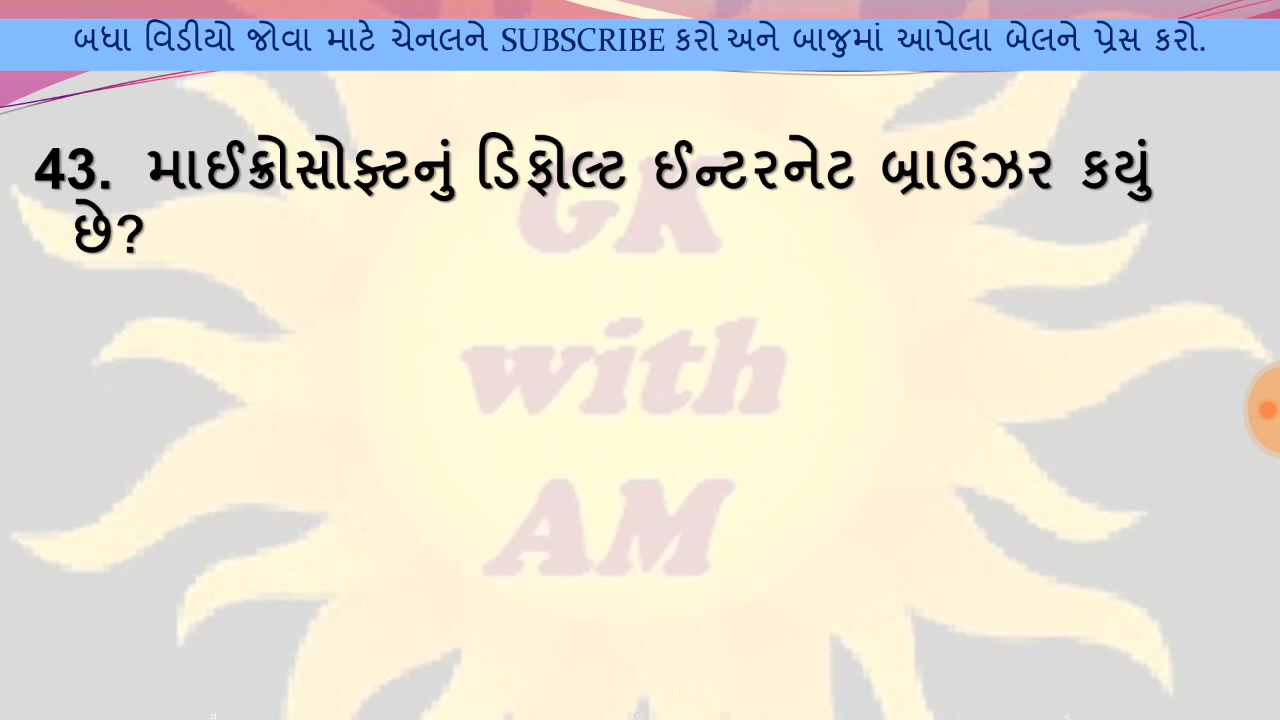 બધા વિડીયો જોવા માટે ચેનલને SUBSCRIBE કરો અને બાજુમાં આપેલા બેલને પ્રેસ કરો.
43. માઈક્રોસોફ્ટનું ડિફોલ્ટ ઈન્ટરનેટ બ્રાઉઝર કયું
છે?
GK
with
AM